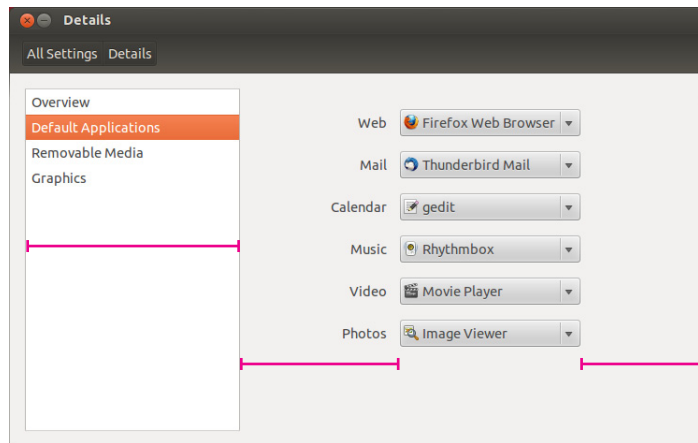 Details
All Settings Details
Overview
Default Applications
Removable Media
Graphics
Web Firefox Web Browser
Mail Thunderbird Mail
Calendar gedit
Music Rhythmbox
Video Movie Player
Photos Image Viewer